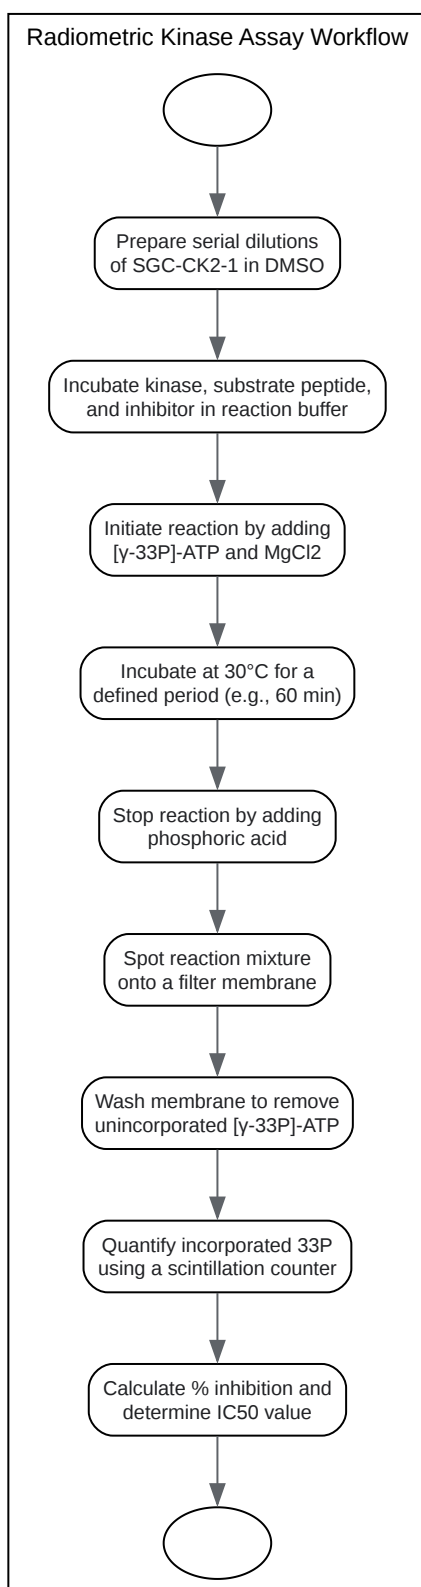 Radiometric Kinase Assay Workflow
Prepare serial dilutions
of SGC-CK2-1 in DMSO
Incubate kinase, substrate peptide,
and inhibitor in reaction buffer
Initiate reaction by adding
[γ-33P]-ATP and MgCl2
Incubate at 30°C for a
defined period (e.g., 60 min)
Stop reaction by adding
phosphoric acid
Spot reaction mixture
onto a filter membrane
Wash membrane to remove
unincorporated [γ-33P]-ATP
Quantify incorporated 33P
using a scintillation counter
Calculate % inhibition and
determine IC50 value